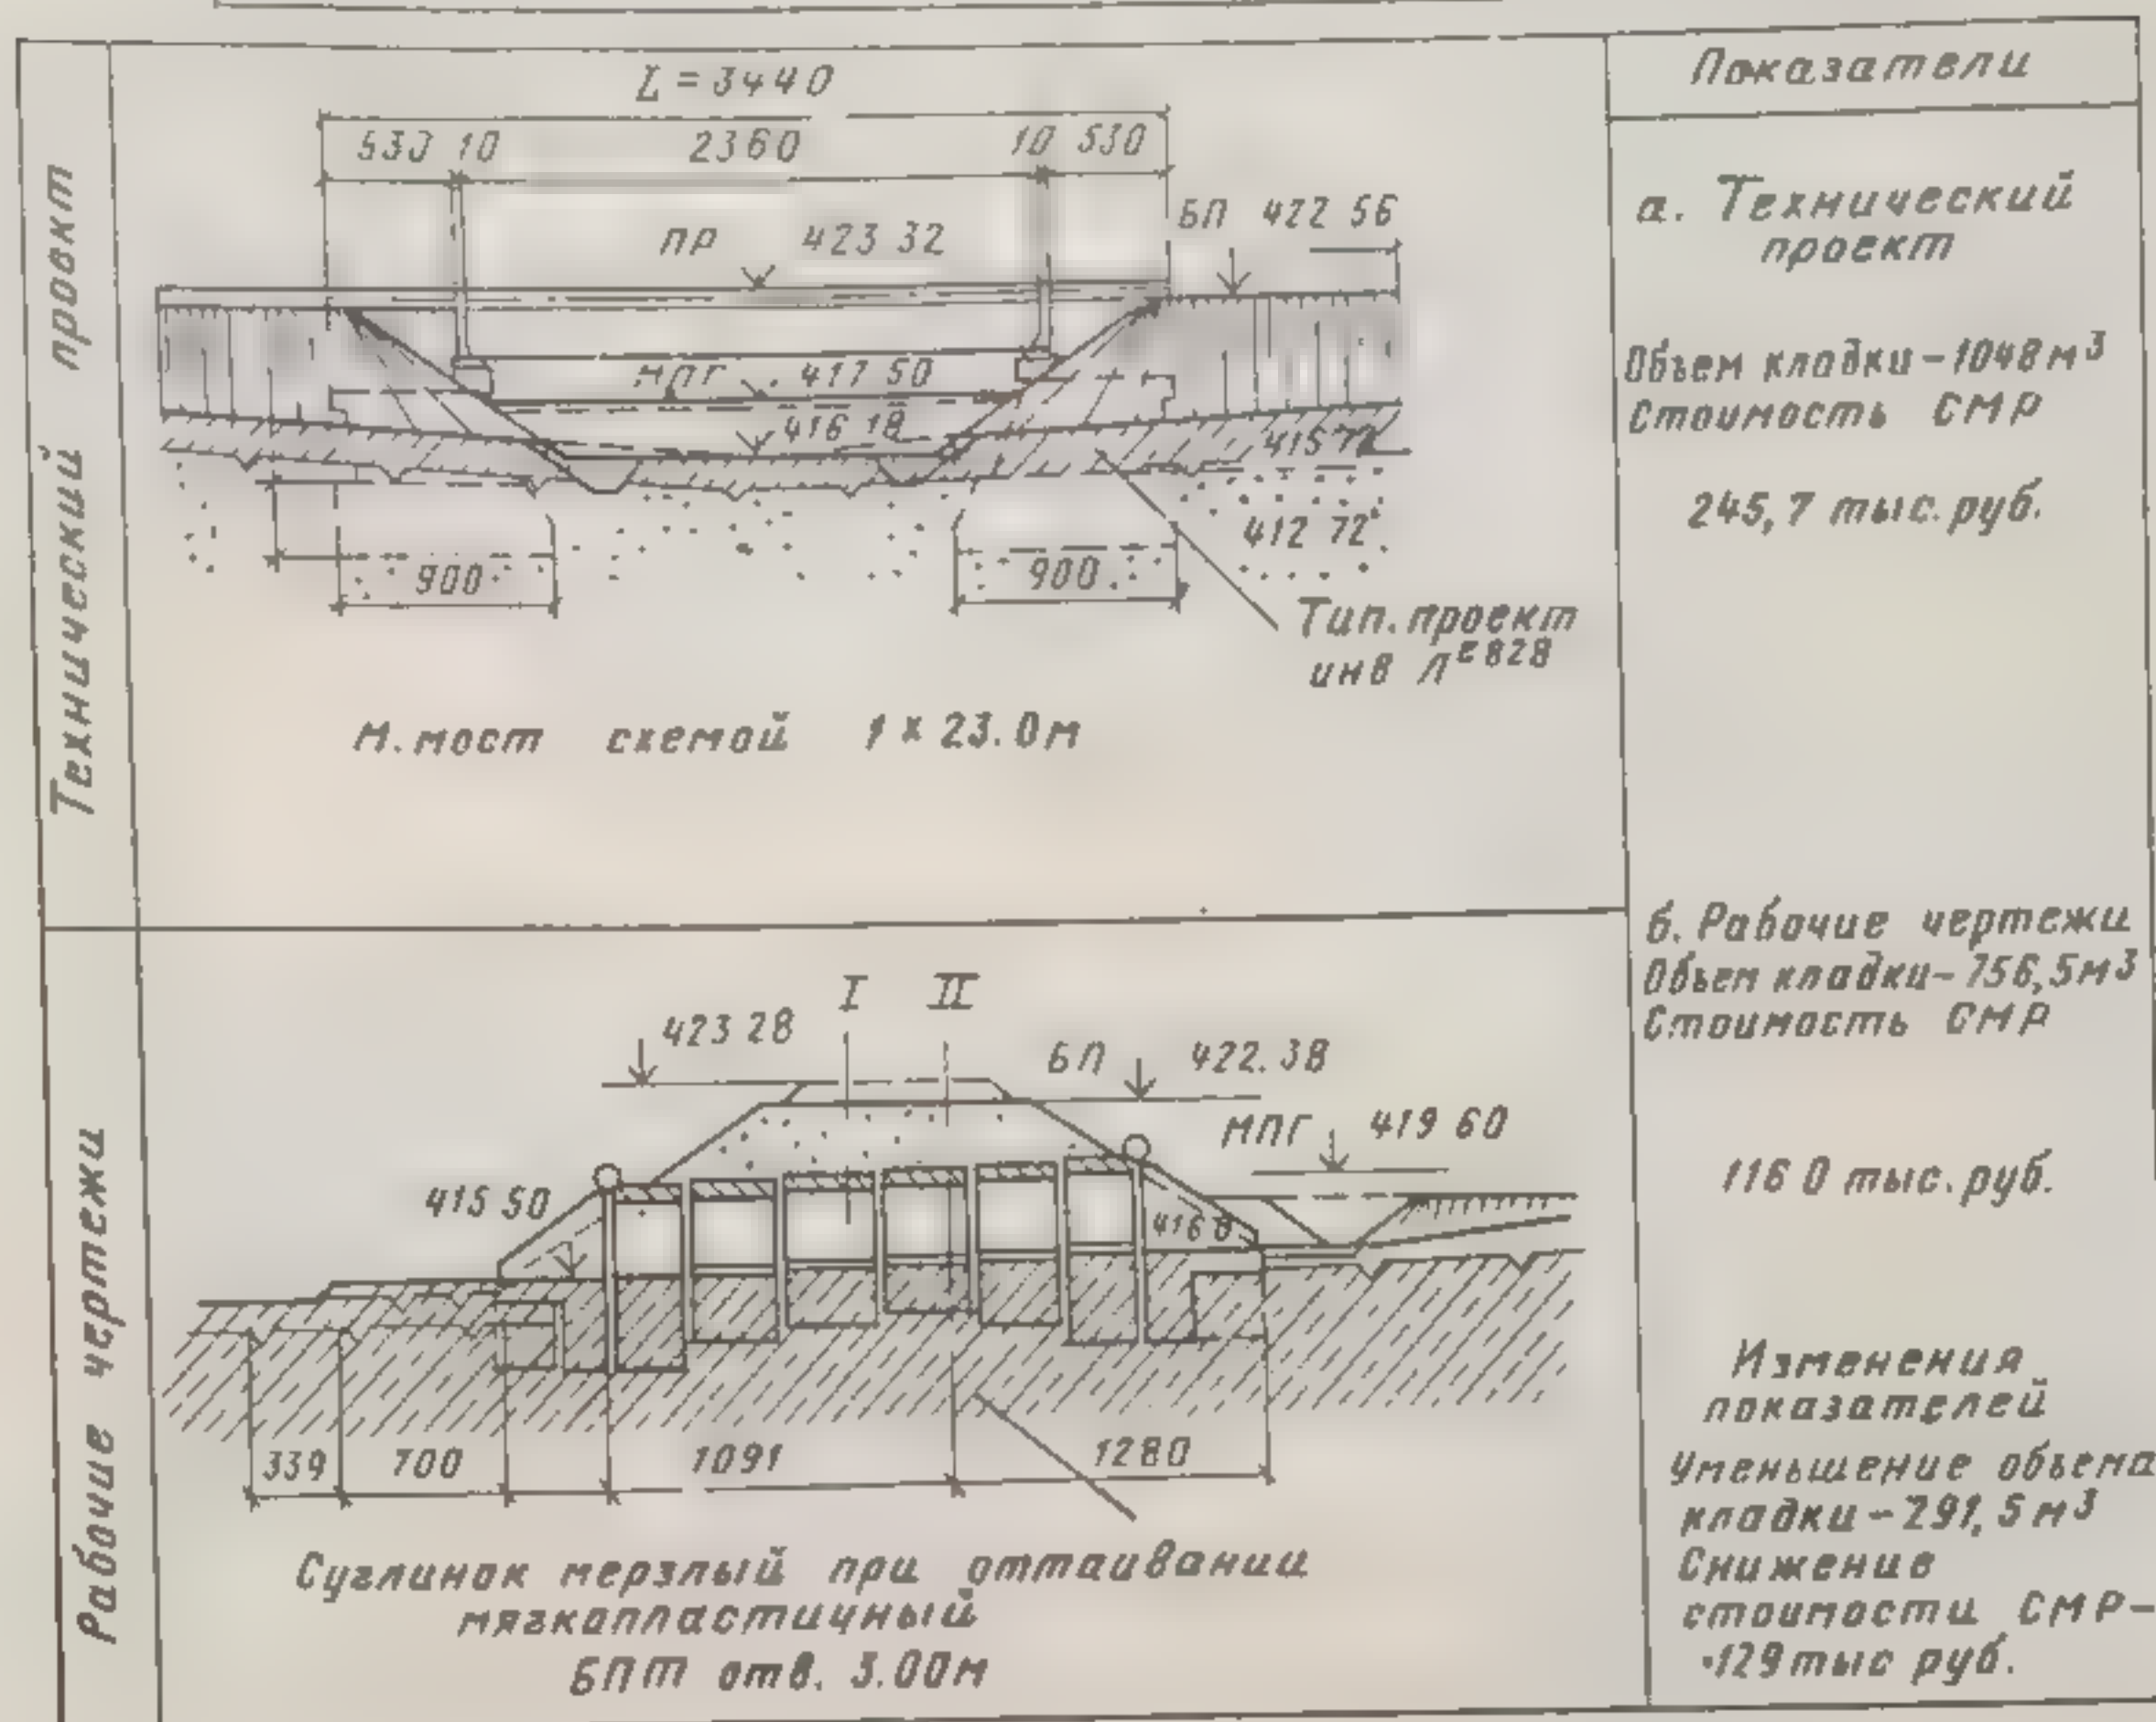 Технический проект
L = 3440
530 10 2360 10 530
БП 422 56
ПР 423 32
МПГ 417 50
416 18
412 72
900
900
Тип. проект
инв
М. мост схемой 1 × 23.0м
Показатели
а. Технический
проект
Объем кладки - 1048 м³
Стоимость СМР
245,7 тыс. руб.
Рабочие чертежи
I II
423 28
БП 422.38
МПГ 419 60
415 50
416 0
339 700 1091 1280
Суглинок мерзлый при оттаивании
мягкопластичный
БПТ отв. 3.00м
б. Рабочие чертежи
Объем кладки - 756,5м³
Стоимость СМР
116 0 тыс. руб.
Изменения
показателей
Уменьшение объема
кладки - 291,5 м³
Снижение
стоимости СМР-
129 тыс руб.